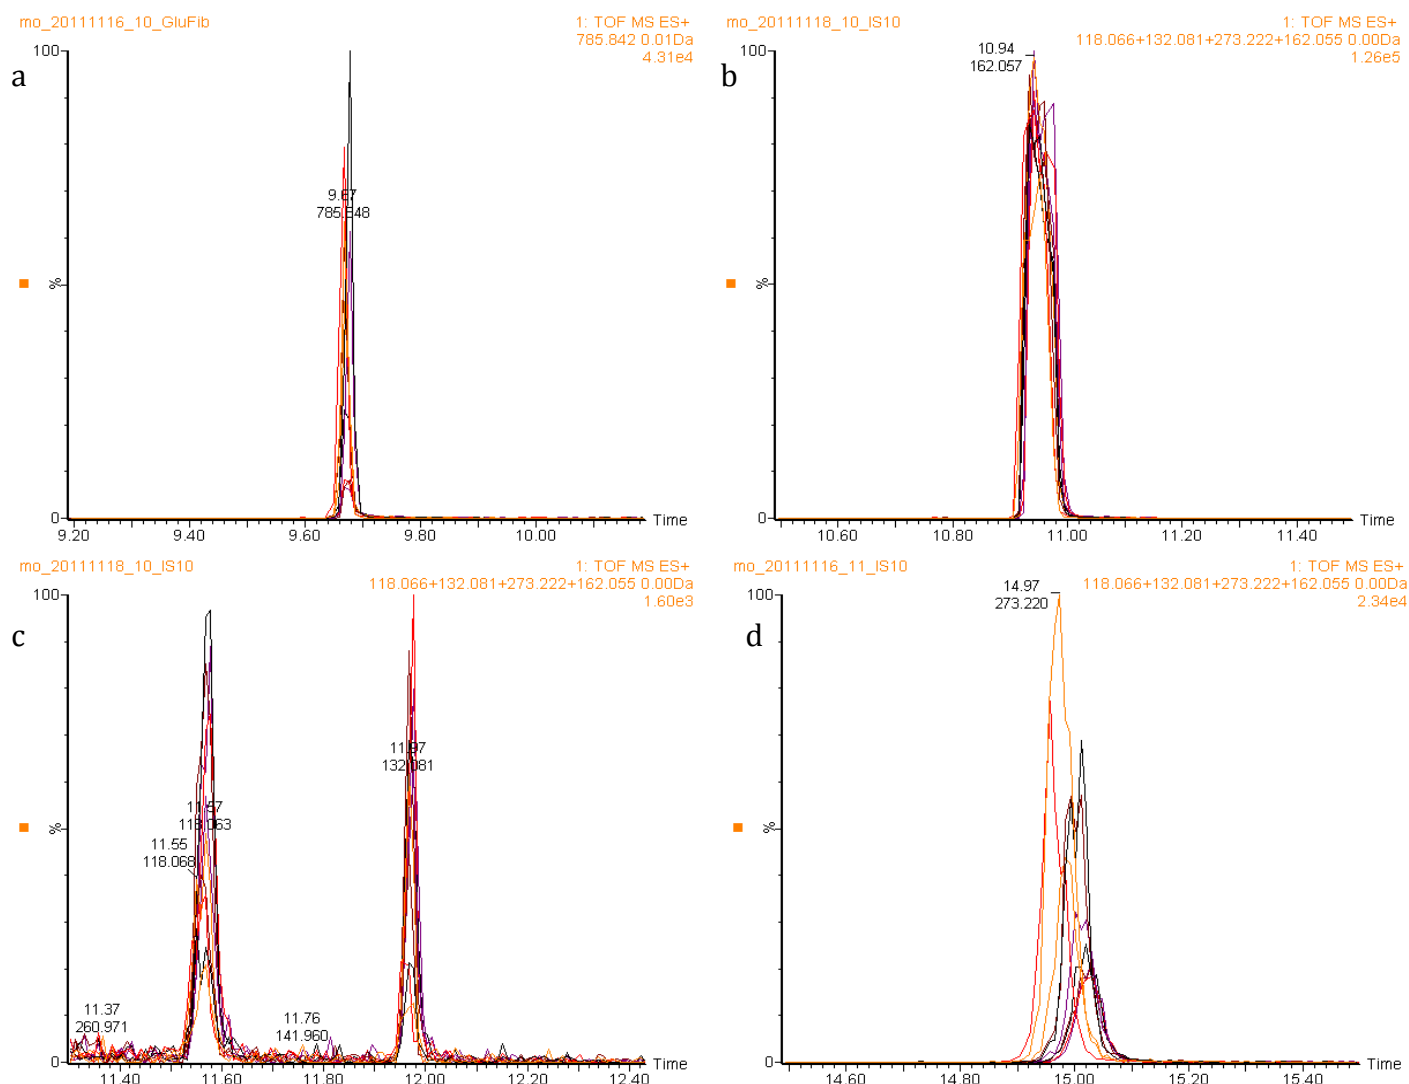 mo_20111116_10_GluFib
1: TOF MS ES+
785.842 0.01Da
4.31e4
a
100
9.67
785.848
%
0
9.20
9.40
9.60
9.80
10.00
Time
mo_20111118_10_IS10
1: TOF MS ES+
118.066+132.081+273.222+162.055 0.00Da
1.26e5
b
100
10.94
162.057
%
0
10.60
10.80
11.00
11.20
11.40
Time
mo_20111118_10_IS10
1: TOF MS ES+
118.066+132.081+273.222+162.055 0.00Da
1.60e3
c
100
11.97
132.081
11.57
118.063
11.55
118.068
11.37
260.971
11.76
141.960
%
0
11.40
11.60
11.80
12.00
12.20
12.40
Time
mo_20111116_11_IS10
1: TOF MS ES+
118.066+132.081+273.222+162.055 0.00Da
2.34e4
d
100
14.97
273.220
%
0
14.60
14.80
15.00
15.20
15.40
Time